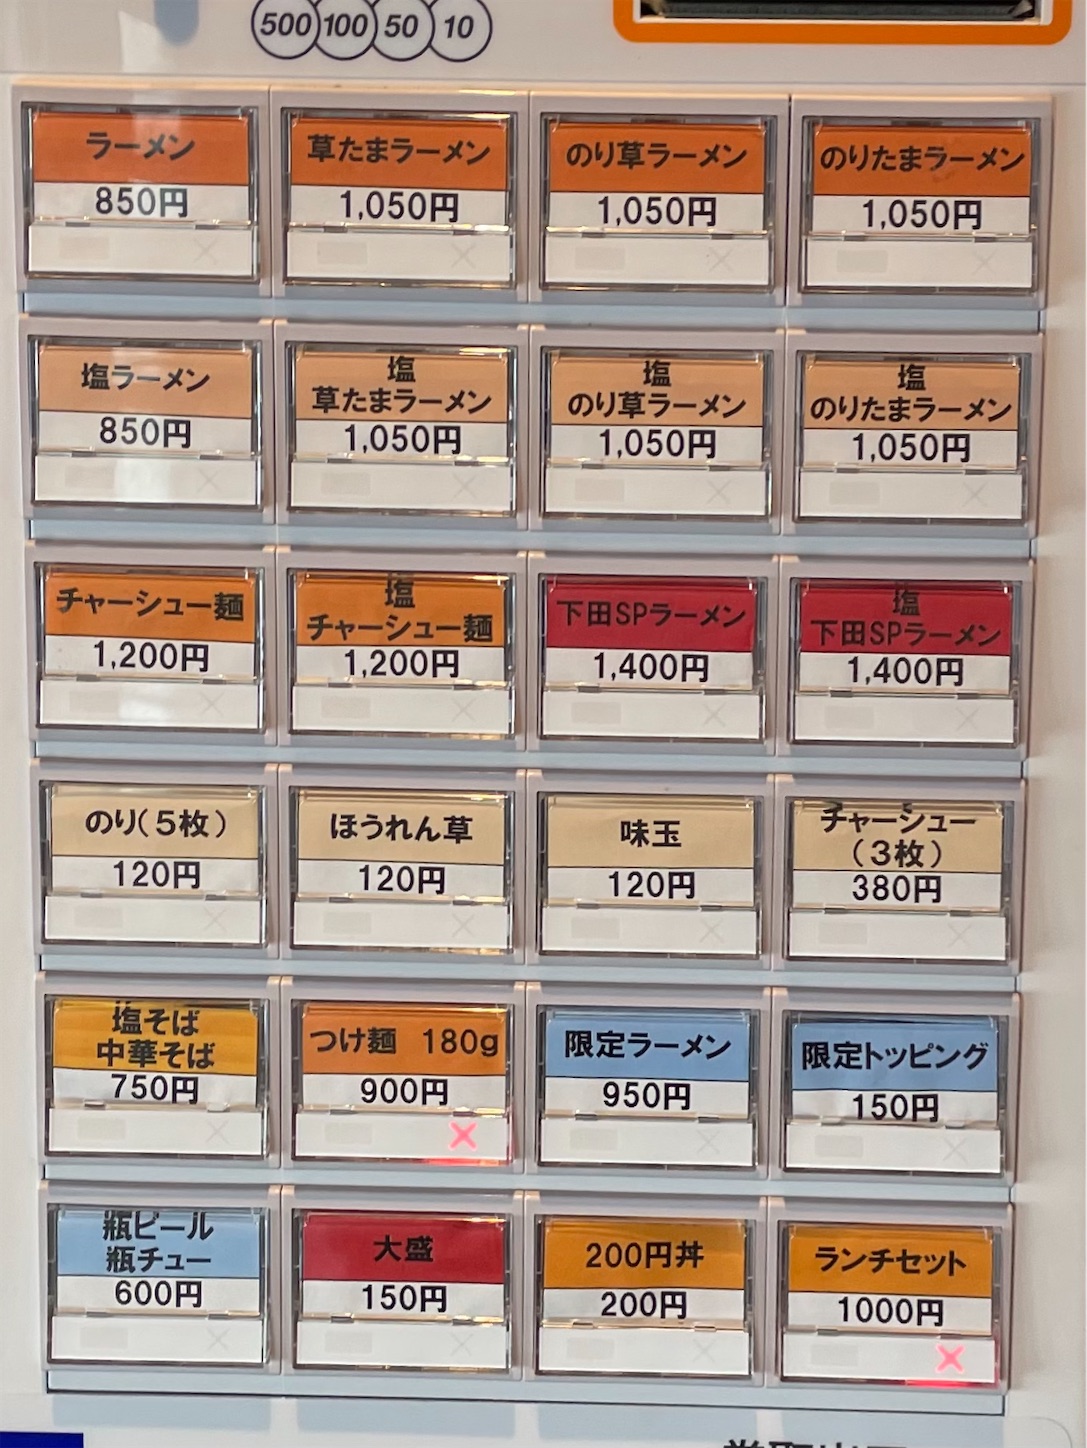 500 100 50 10
ラーメン
850円
草たまラーメン
1,050円
のり草ラーメン
1,050円
のりたまラーメン
1,050円
塩ラーメン
850円
塩
草たまラーメン
1,050円
塩
のり草ラーメン
1,050円
塩
のりたまラーメン
1,050円
チャーシュー麺
1,200円
塩
チャーシュー麺
1,200円
下田SPラーメン
1,400円
塩
下田SPラーメン
1,400円
のり(5枚)
120円
ほうれん草
120円
味玉
120円
チャーシュー
(3枚)
380円
塩そば
中華そば
750円
つけ麺 180g
900円
×
限定ラーメン
950円
限定トッピング
150円
瓶ビール
瓶チュー
600円
大盛
150円
200円丼
200円
ランチセット
1000円
×